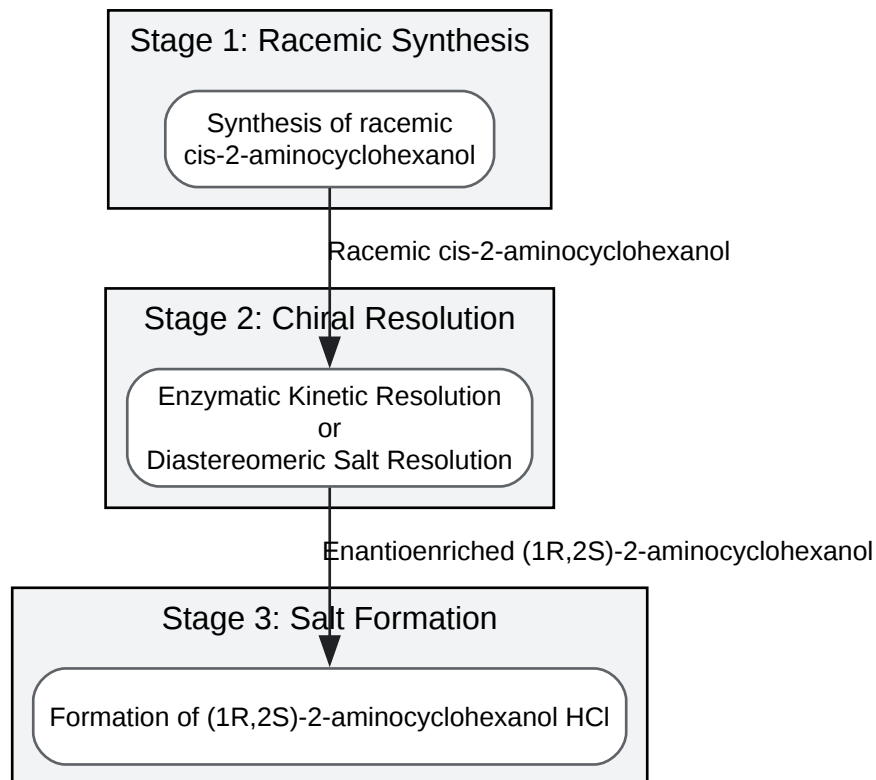 Stage 1: Racemic Synthesis
Synthesis of racemic
cis-2-aminocyclohexanol
Racemic cis-2-aminocyclohexanol
Stage 2: Chiral Resolution
Enzymatic Kinetic Resolution
or
Diastereomeric Salt Resolution
Enantioenriched (1R,2S)-2-aminocyclohexanol
Stage 3: Salt Formation
Formation of (1R,2S)-2-aminocyclohexanol HCl